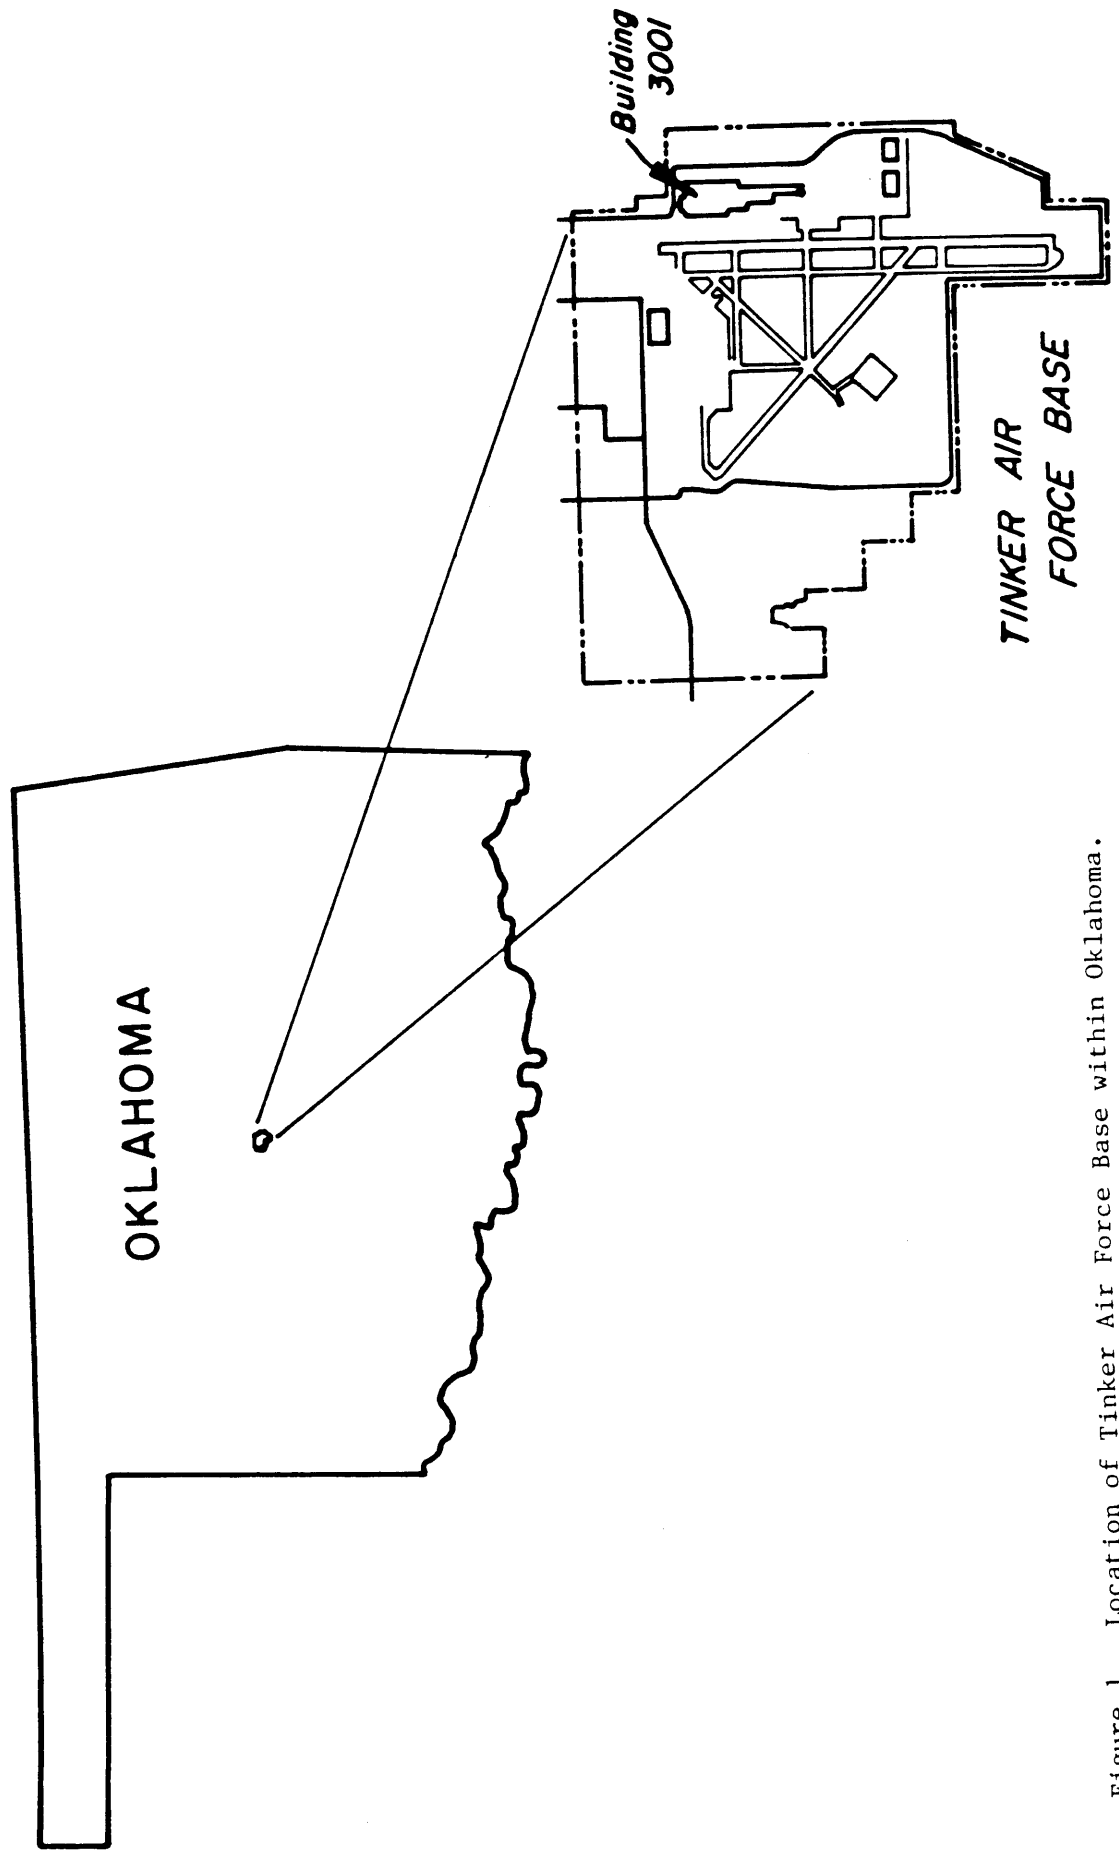 OKLAHOMA
Building
3001
TINKER AIR
FORCE BASE
Figure 1 Location of Tinker Air Force Base within Oklahoma.